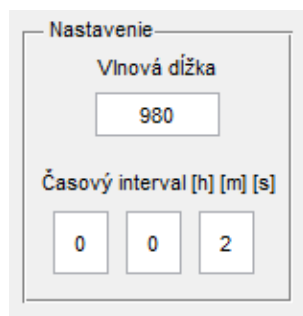 Nastavenie
Vlnová dĺžka
980
Časový interval [h] [m] [s]
0 0 2